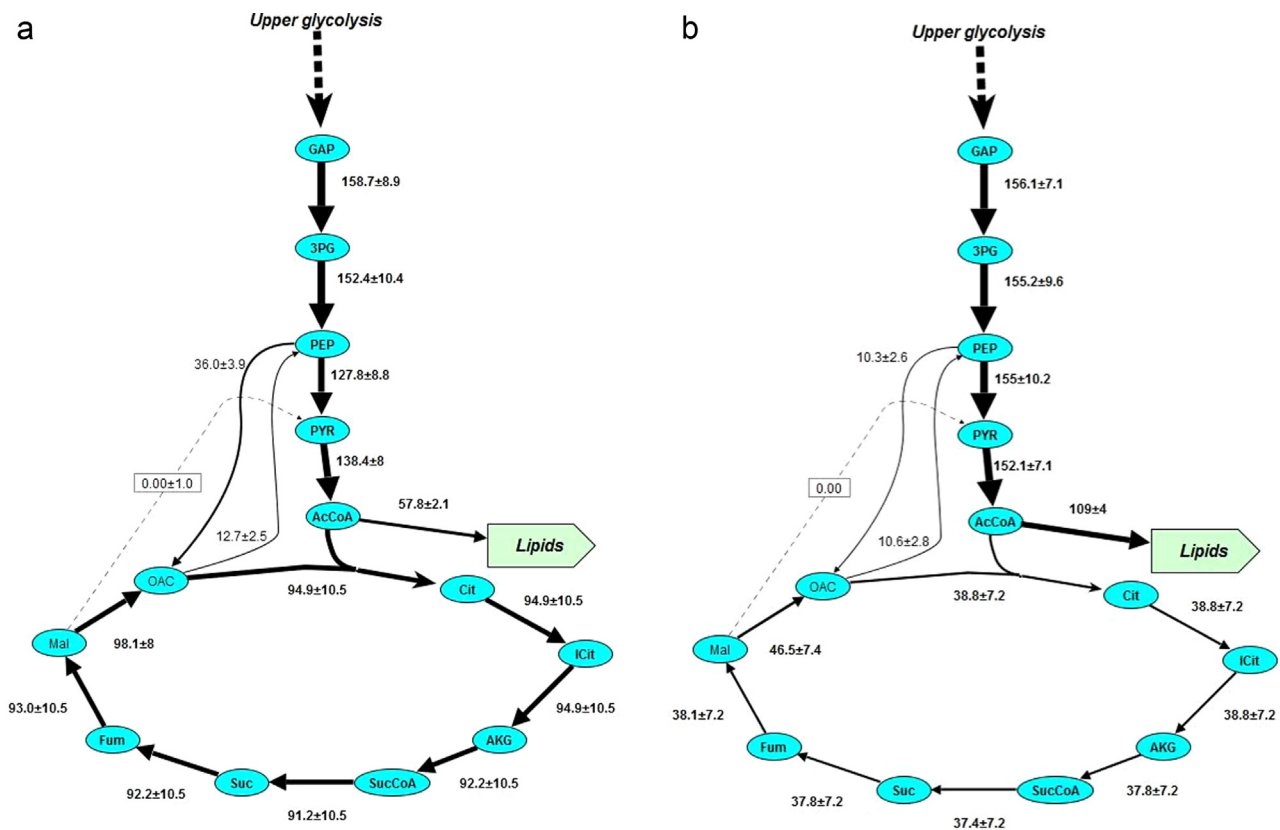 a
Upper glycolysis
GAP
158.7±8.9
3PG
152.4±10.4
PEP
36.0±3.9
127.8±8.8
PYR
138.4±8
0.00±1.0
AcCoA
57.8±2.1
Lipids
12.7±2.5
OAC
94.9±10.5
Cit
94.9±10.5
Mal
98.1±8
ICit
94.9±10.5
93.0±10.5
Fum
AKG
92.2±10.5
Suc
SucCoA
92.2±10.5
91.2±10.5
b
Upper glycolysis
GAP
156.1±7.1
3PG
155.2±9.6
PEP
10.3±2.6
155±10.2
PYR
152.1±7.1
0.00
AcCoA
109±4
Lipids
10.6±2.8
OAC
38.8±7.2
Cit
38.8±7.2
Mal
46.5±7.4
ICit
38.8±7.2
38.1±7.2
Fum
AKG
37.8±7.2
Suc
SucCoA
37.8±7.2
37.4±7.2